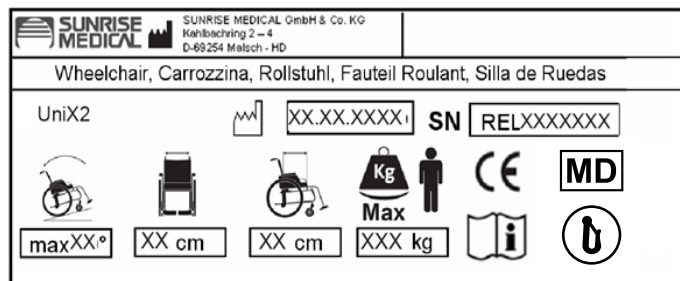 SUNRISE MEDICAL
SUNRISE MEDICAL GmbH & Co. KG
Kahlbachring 2 – 4
D-69254 Malsch - HD
Wheelchair, Carrozzina, Rollstuhl, Fauteil Roulant, Silla de Ruedas
UniX2
XX.XX.XXXX
SN RELXXXXXXX
Kg
Max
CE
MD
maxXX°
XX cm
XX cm
XXX kg
i